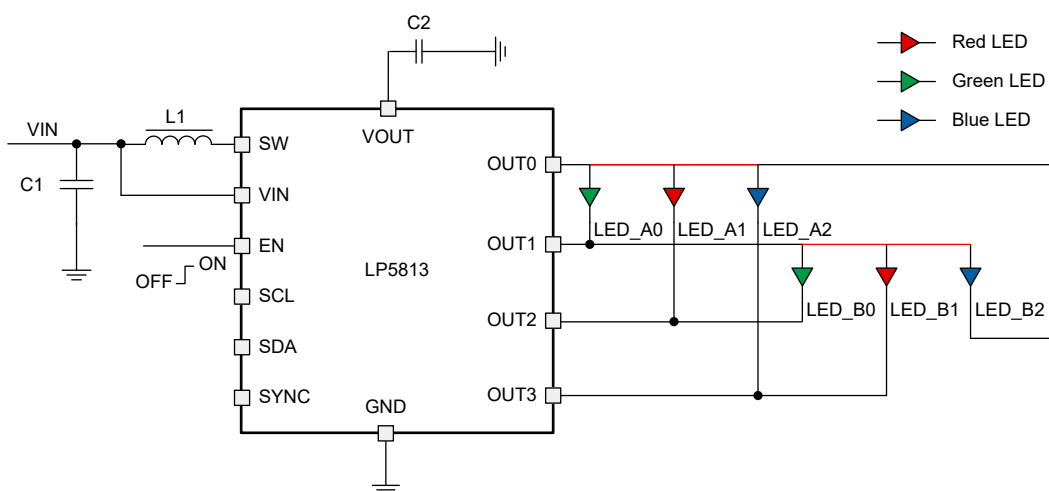 C2
Red LED
Green LED
Blue LED
VIN
L1
C1
SW
VOUT
OUT0
VIN
LED_A0
LED_A1
LED_A2
EN
OUT1
OFF
ON
LP5813
SCL
OUT2
LED_B0
LED_B1
LED_B2
SDA
SYNC
GND
OUT3